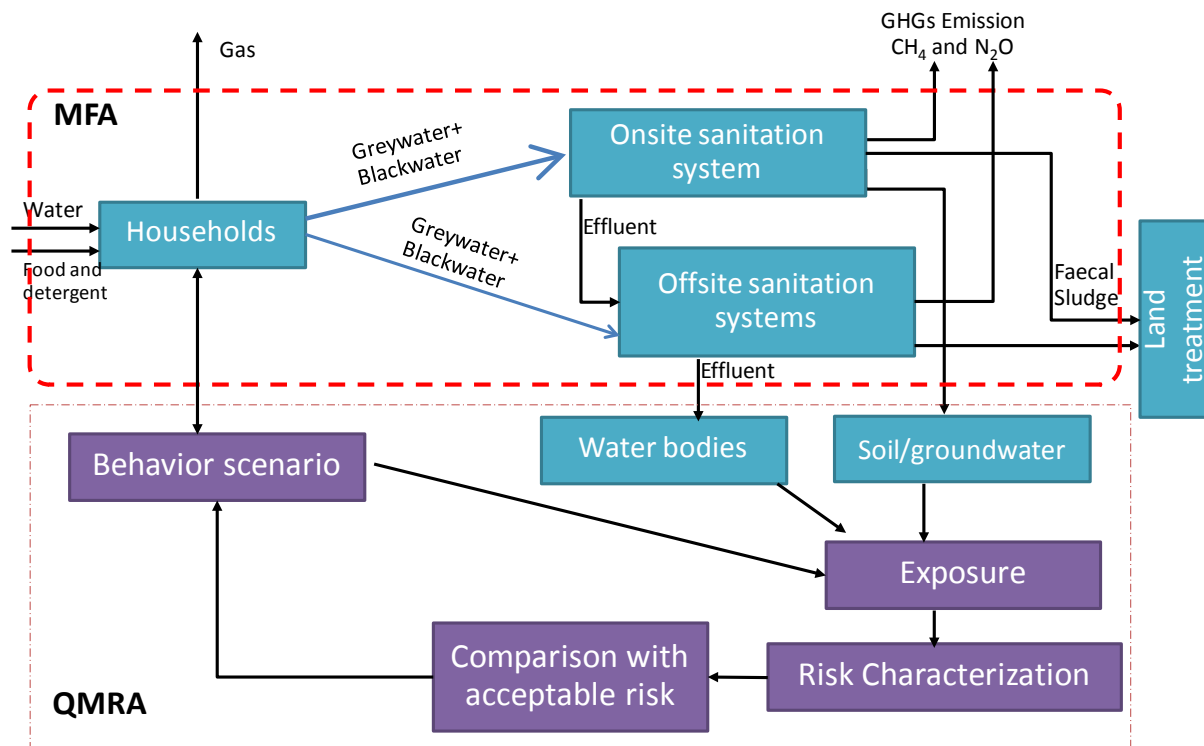 GHGs Emission
CH₄ and N₂O
Gas
MFA
Greywater+
Blackwater
Onsite sanitation
system
Water
Households
Food and
detergent
Effluent
Greywater+
Blackwater
Offsite sanitation
systems
Faecal
Sludge
Land
treatment
Effluent
Behavior scenario
Water bodies
Soil/groundwater
Exposure
Comparison with
acceptable risk
Risk Characterization
QMRA